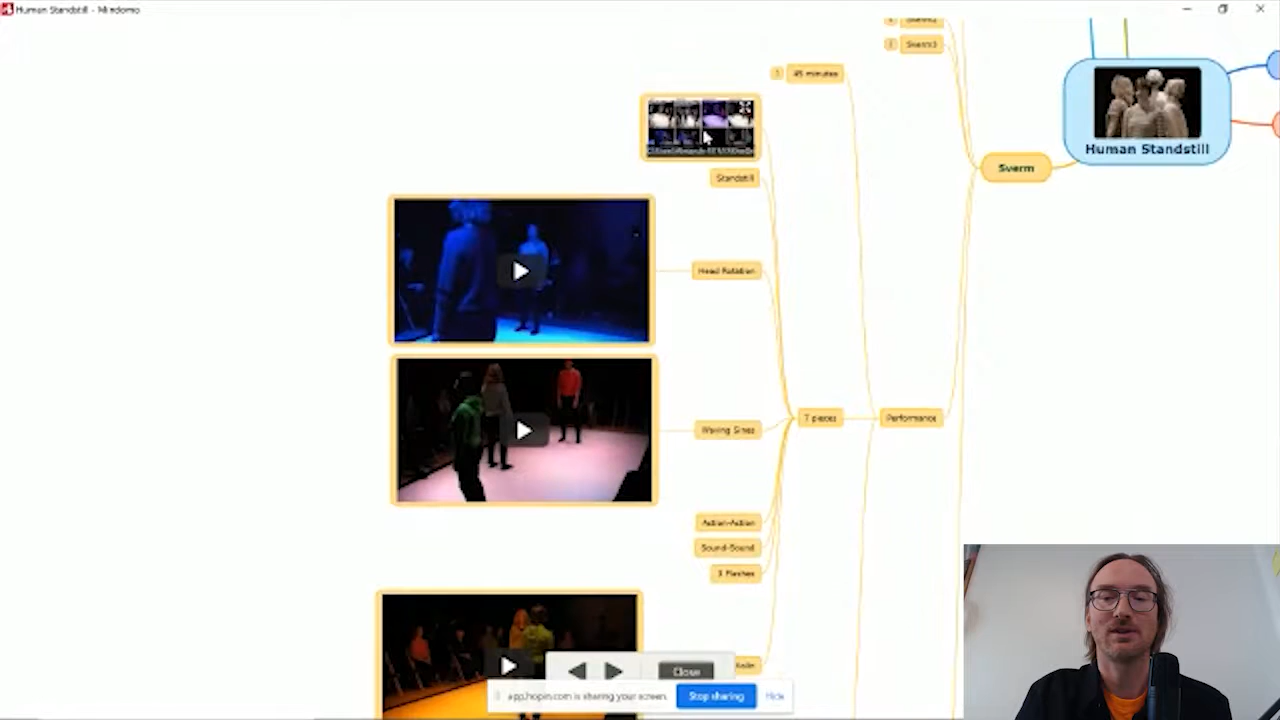 Human Standstill - Mindomo
Sverm3
45 minutes
Human Standstill
Sverm
Standstill
Head Rotation
Waving Sines
7 pieces
Performance
Action-Action
Sound-Sound
3 Flashes
Close
app.hopin.com is sharing your screen.
Stop sharing
Hide